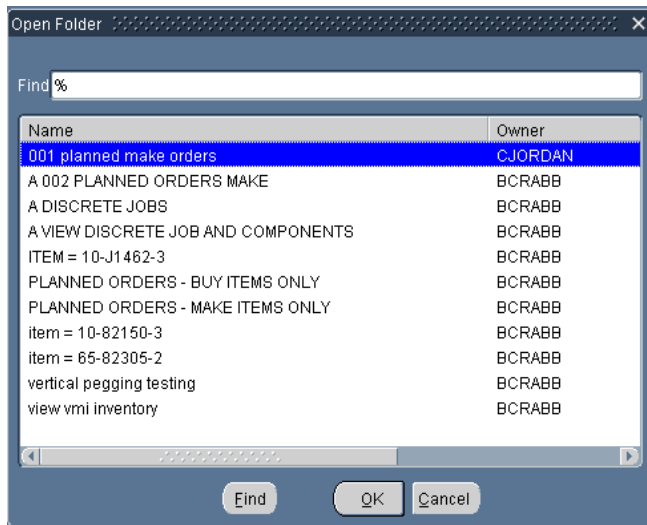 Open Folder
Find %
Name Owner
001 planned make orders CJORDAN
A 002 PLANNED ORDERS MAKE BCRABB
A DISCRETE JOBS BCRABB
A VIEW DISCRETE JOB AND COMPONENTS BCRABB
ITEM = 10-J1462-3 BCRABB
PLANNED ORDERS - BUY ITEMS ONLY BCRABB
PLANNED ORDERS - MAKE ITEMS ONLY BCRABB
item = 10-82150-3 BCRABB
item = 65-82305-2 BCRABB
vertical pegging testing BCRABB
view vmi inventory BCRABB
Find OK Cancel